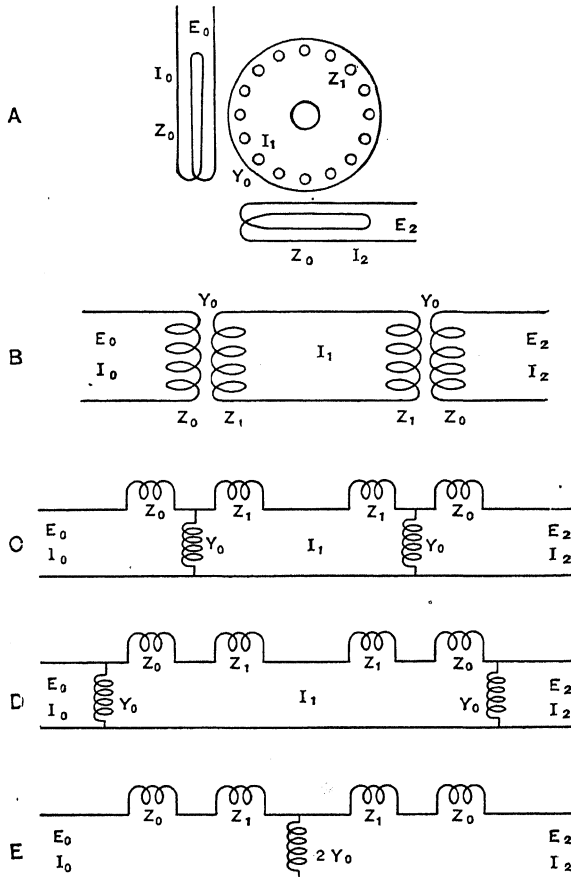 E₀
I₀
Z₁
A
Z₀
I₁
Y₀
E₂
Z₀ I₂
Y₀ Y₀
E₀ E₂
B I₁
I₀ I₂
Z₀ Z₁ Z₁ Z₀
Z₀ Z₁ Z₁ Z₀
E₀ E₂
C Y₀ I₁ Y₀
I₀ I₂
Z₀ Z₁ Z₁ Z₀
E₀ E₂
D Y₀ I₁ Y₀
I₀ I₂
Z₀ Z₁ Z₁ Z₀
E₀ E₂
E 2Y₀
I₀ I₂